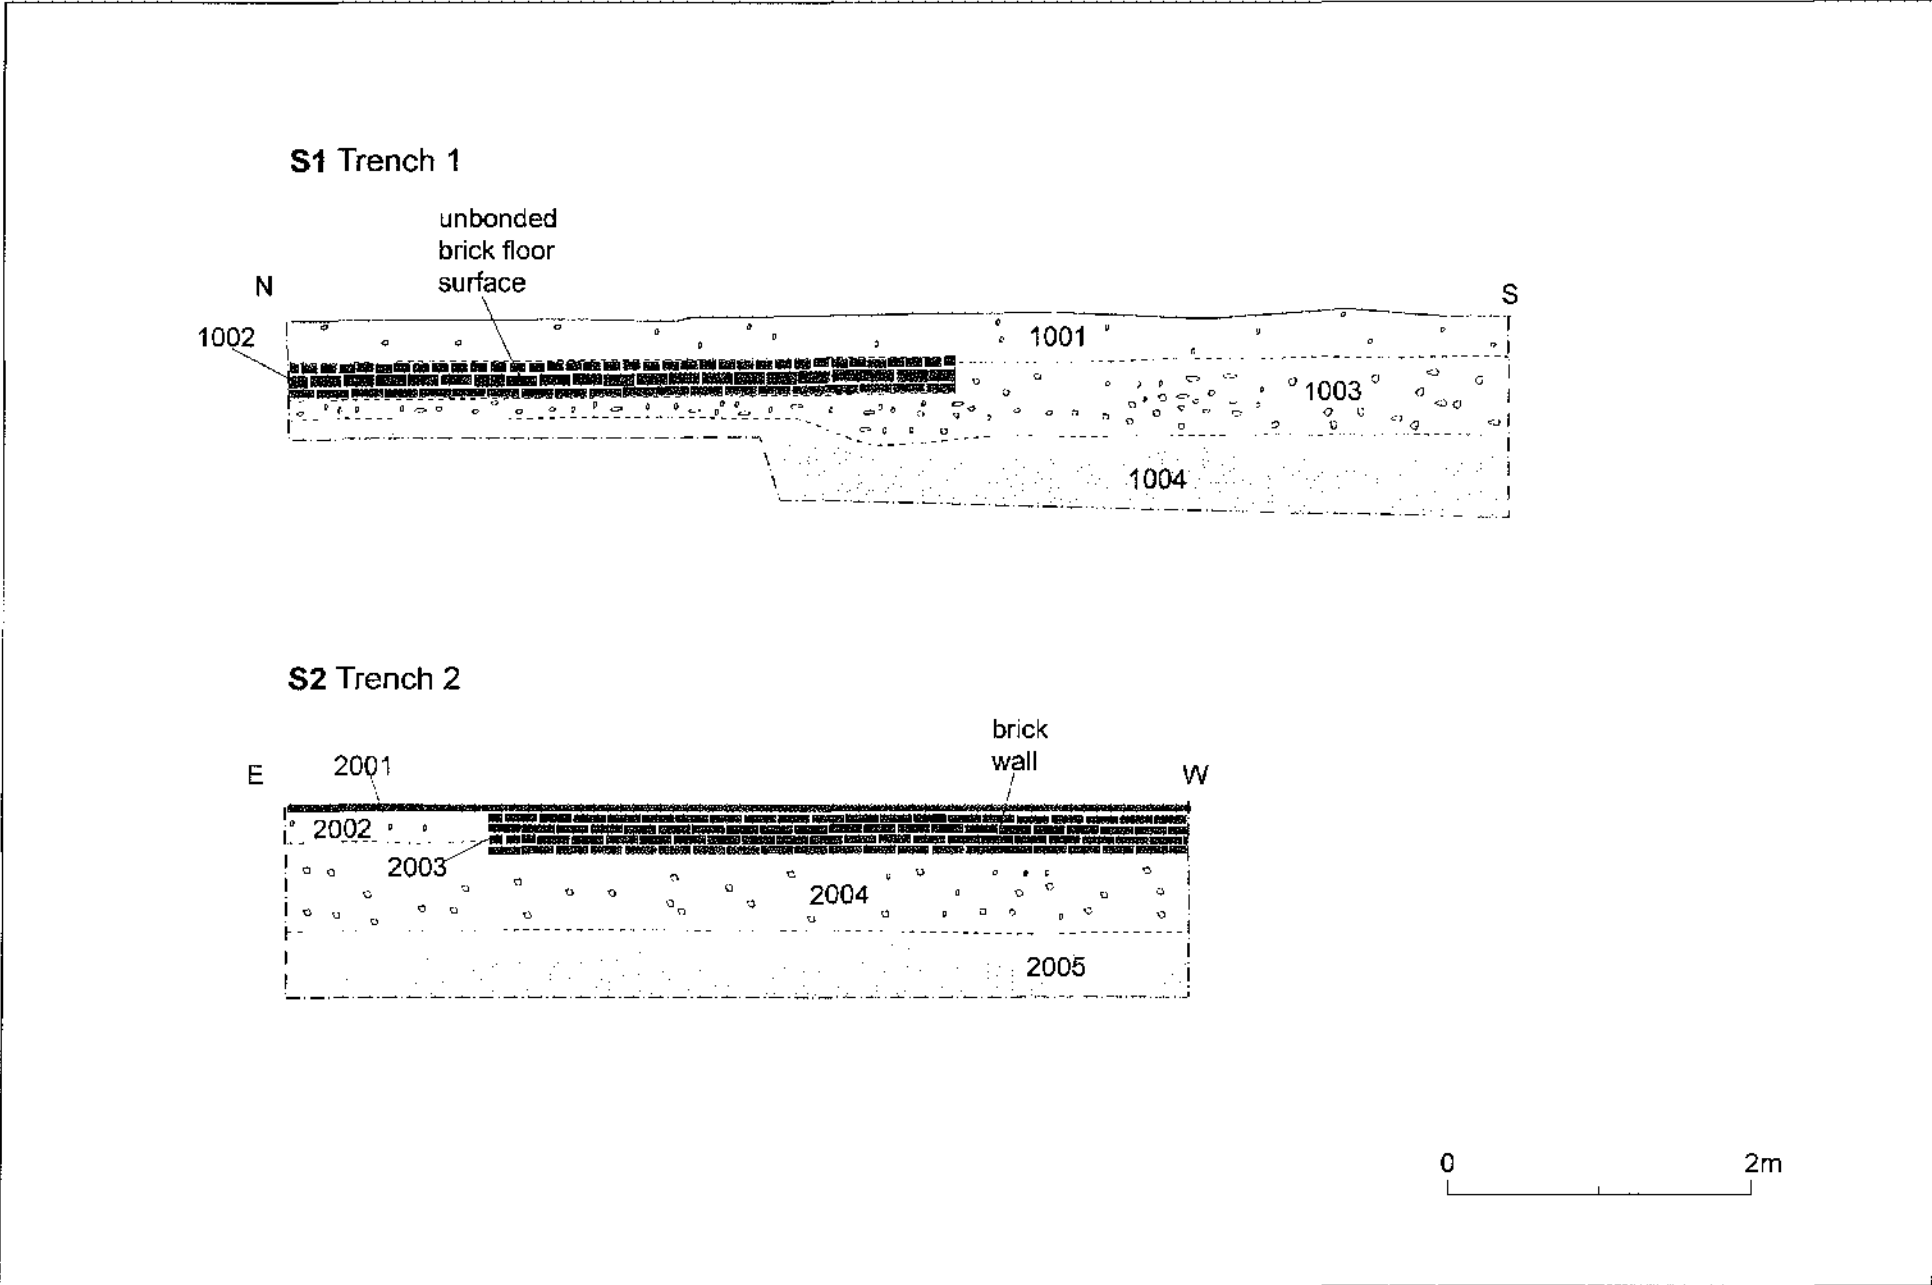 S1 Trench 1
unbonded
brick floor
surface
N
S
1002
1001
1003
1004
S2 Trench 2
brick
wall
E
2001
W
2002
2003
2004
2005
0
2m